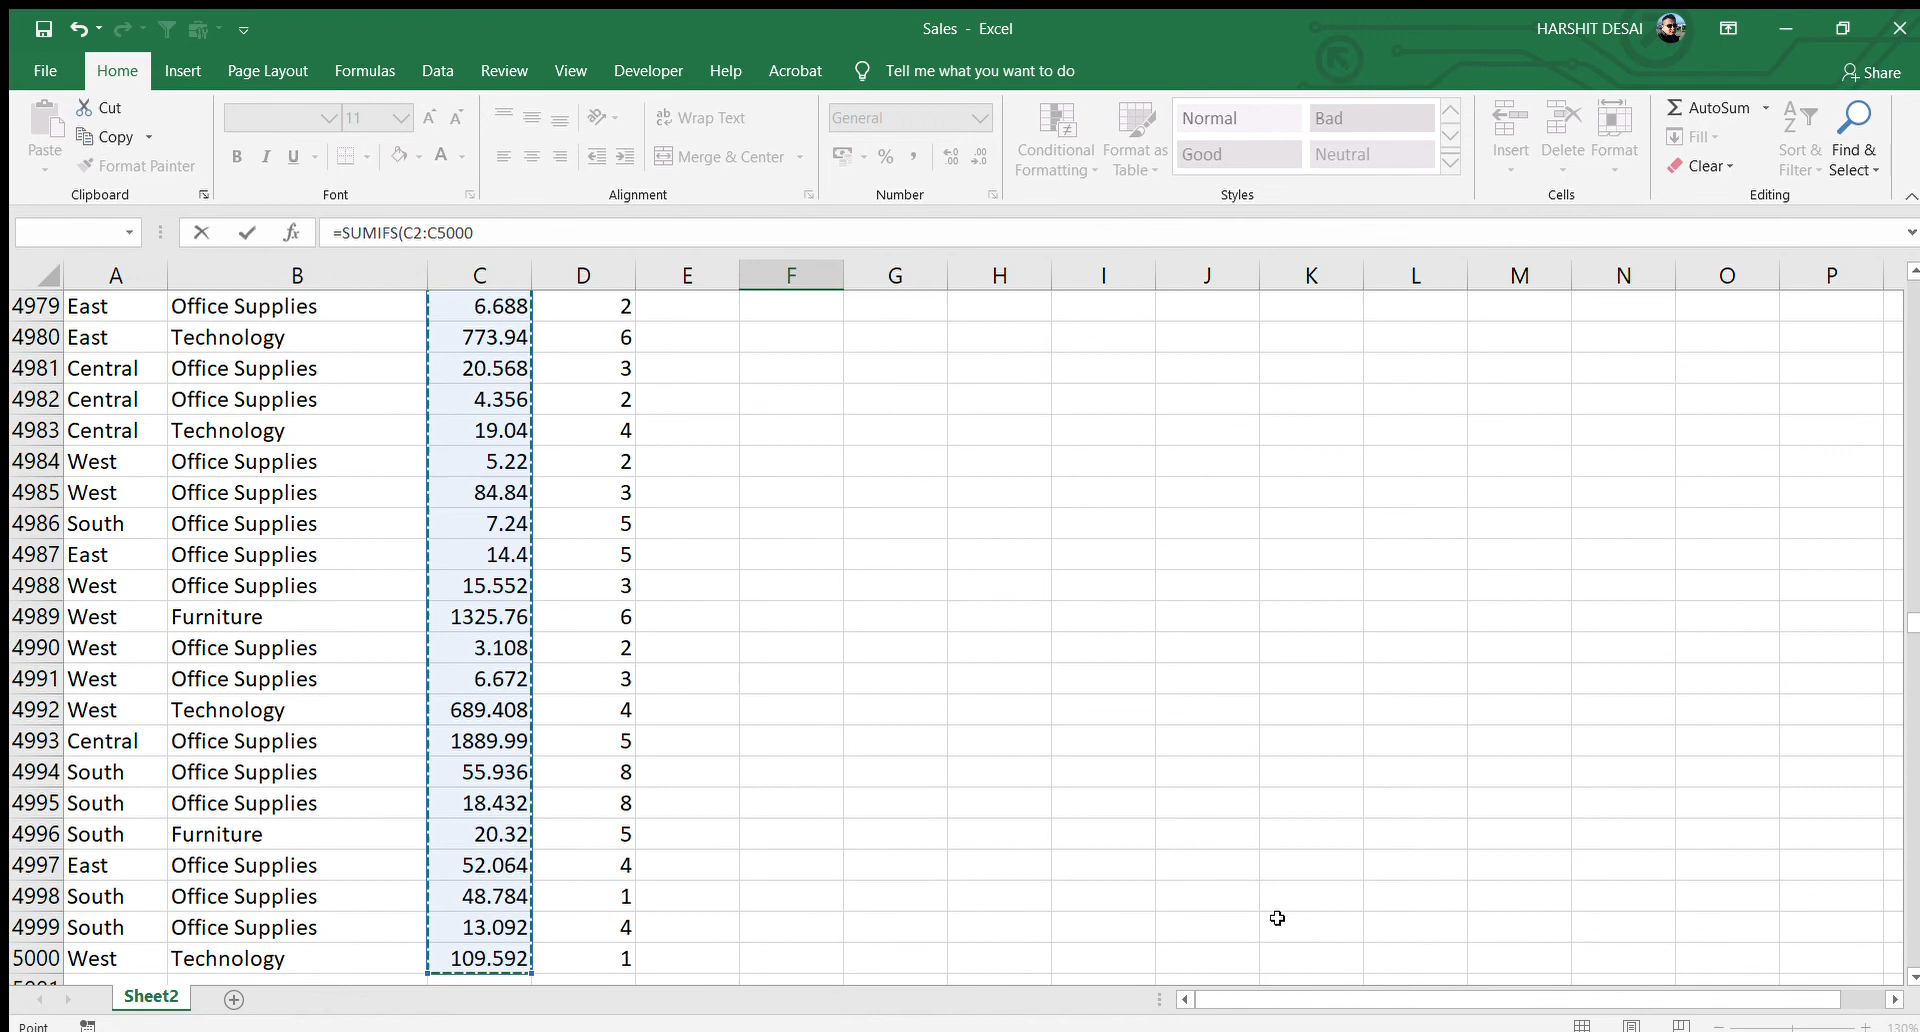 Sales - Excel
HARSHIT DESAI
File Home Insert Page Layout Formulas Data Review View Developer Help Acrobat Tell me what you want to do
Share
Paste
Cut
Copy
Format Painter
Clipboard
11
B I U
Font
Wrap Text
Merge & Center
Alignment
General
Number
Conditional Formatting
Format as Table
Normal
Bad
Good
Neutral
Styles
Insert
Delete
Format
Cells
AutoSum
Fill
Clear
Sort & Filter
Find & Select
Editing
=SUMIFS(C2:C5000
A B C D E F G H I J K L M N O P
4979 East Office Supplies 6.688 2
4980 East Technology 773.94 6
4981 Central Office Supplies 20.568 3
4982 Central Office Supplies 4.356 2
4983 Central Technology 19.04 4
4984 West Office Supplies 5.22 2
4985 West Office Supplies 84.84 3
4986 South Office Supplies 7.24 5
4987 East Office Supplies 14.4 5
4988 West Office Supplies 15.552 3
4989 West Furniture 1325.76 6
4990 West Office Supplies 3.108 2
4991 West Office Supplies 6.672 3
4992 West Technology 689.408 4
4993 Central Office Supplies 1889.99 5
4994 South Office Supplies 55.936 8
4995 South Office Supplies 18.432 8
4996 South Furniture 20.32 5
4997 East Office Supplies 52.064 4
4998 South Office Supplies 48.784 1
4999 South Office Supplies 13.092 4
5000 West Technology 109.592 1
Sheet2
Point
130%